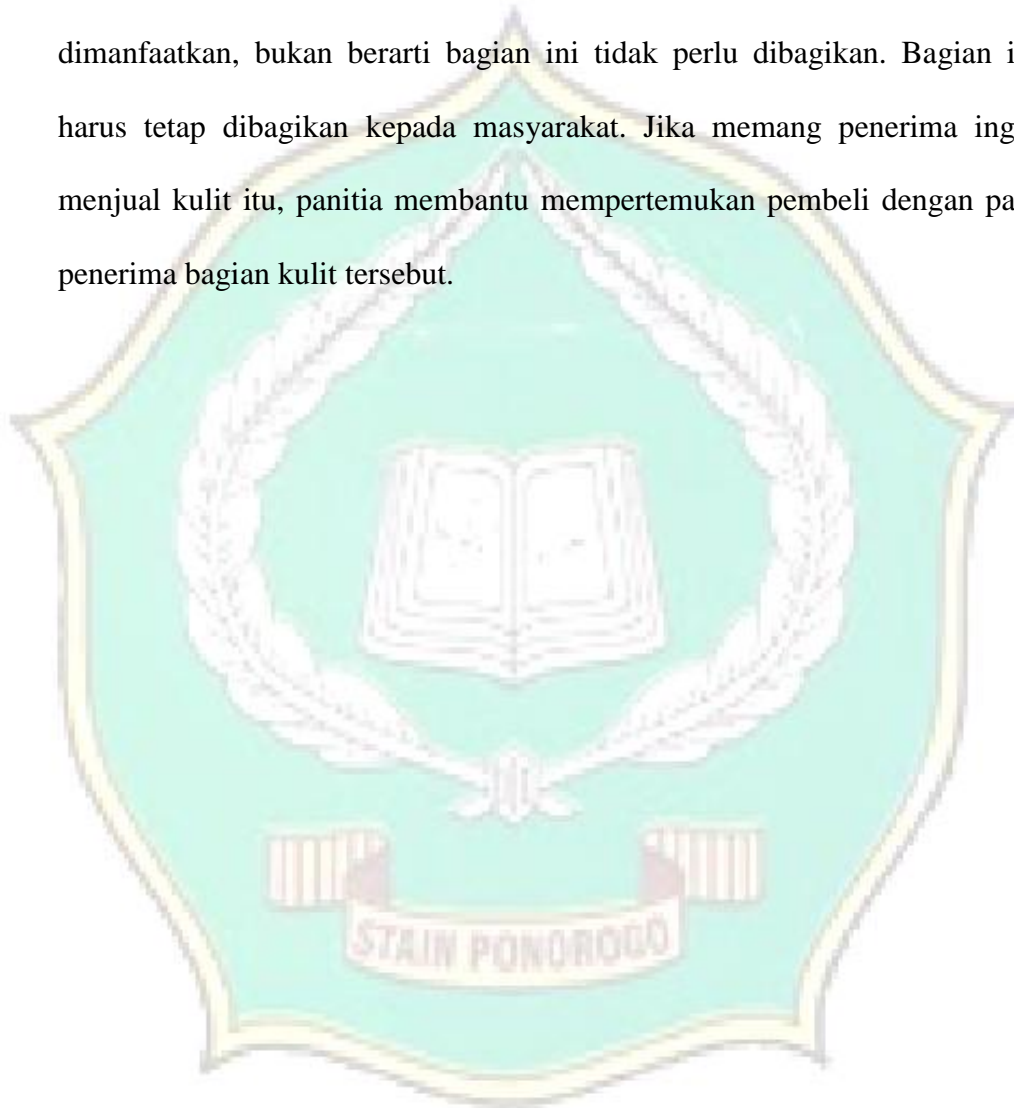 dimanfaatkan, bukan berarti bagian ini tidak perlu dibagikan. Bagian i
harus tetap dibagikan kepada masyarakat. Jika memang penerima ing
menjual kulit itu, panitia membantu mempertemukan pembeli dengan pa
penerima bagian kulit tersebut.
STAIN PONOROGO